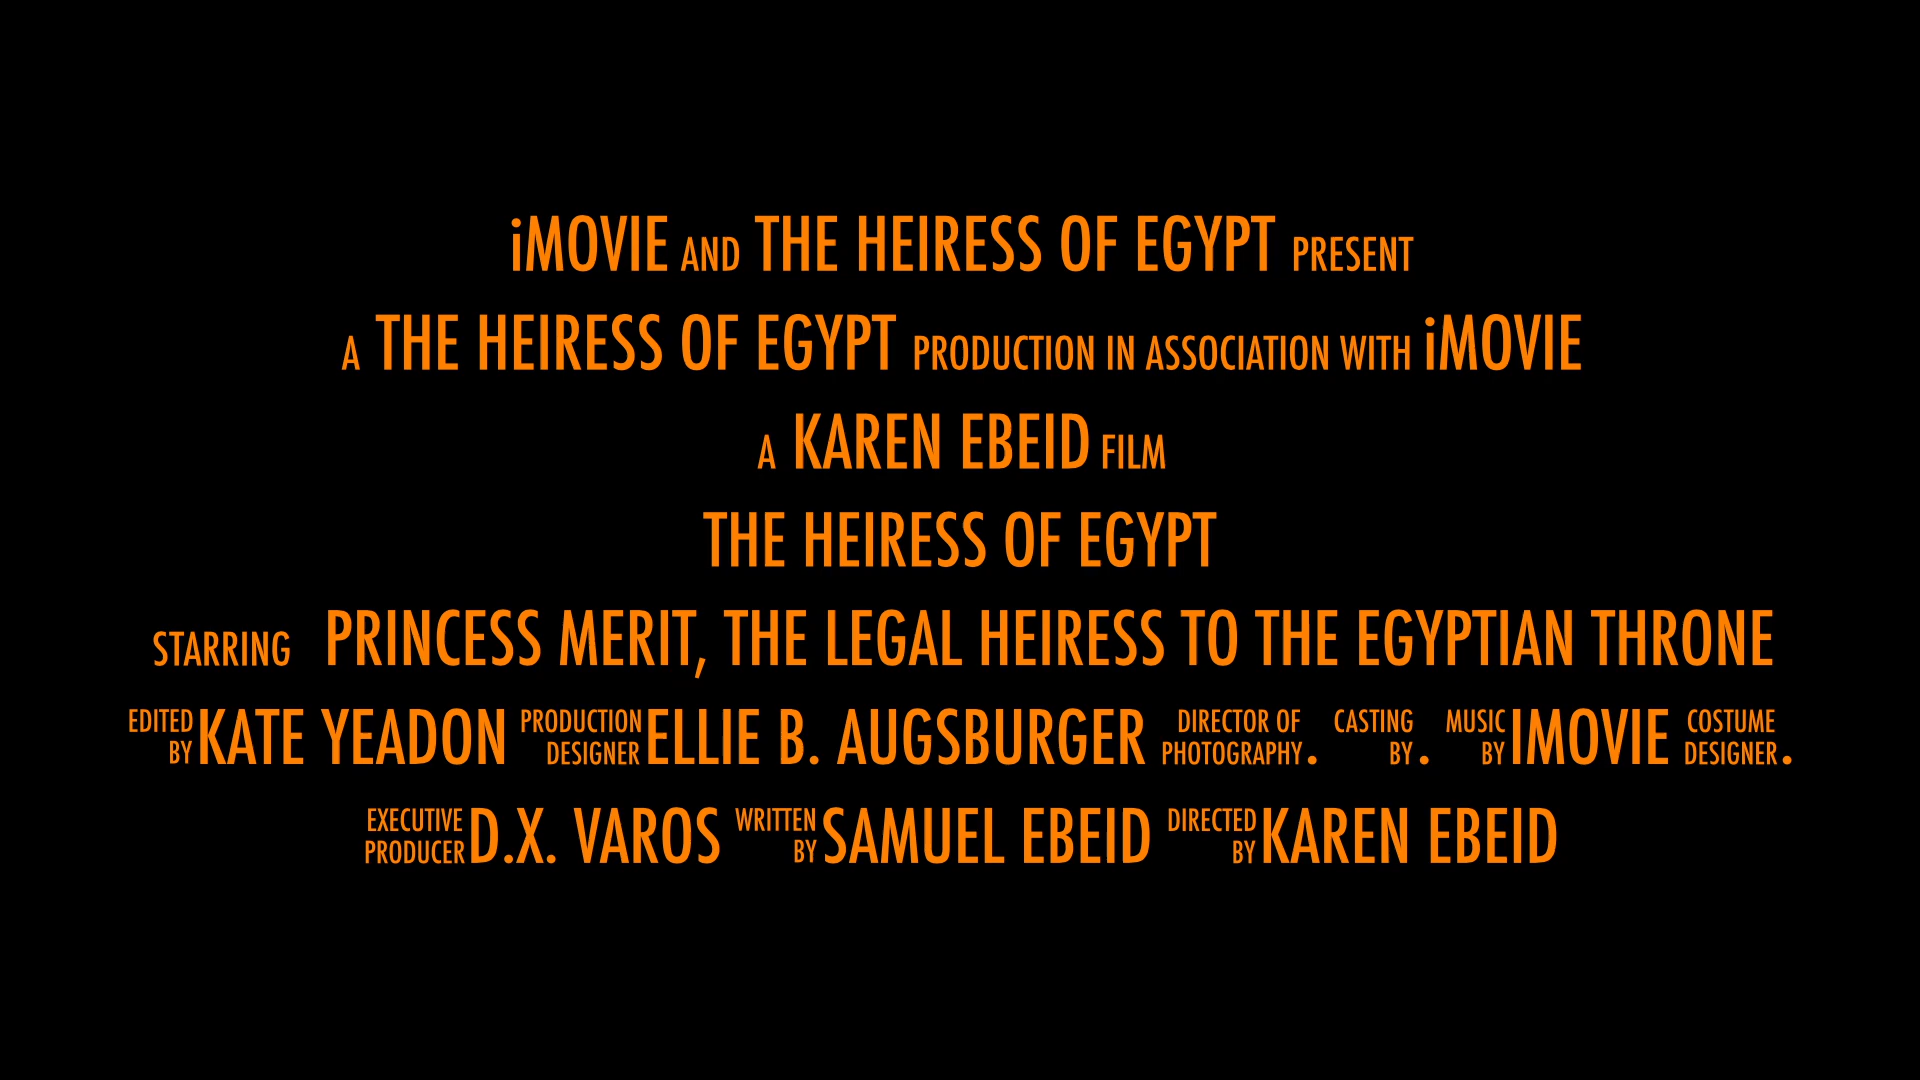 iMOVIE AND THE HEIRESS OF EGYPT PRESENT
A THE HEIRESS OF EGYPT PRODUCTION IN ASSOCIATION WITH iMOVIE
A KAREN EBEID FILM
THE HEIRESS OF EGYPT
STARRING PRINCESS MERIT, THE LEGAL HEIRESS TO THE EGYPTIAN THRONE
EDITED BY KATE YEADON PRODUCTION DESIGNER ELLIE B. AUGSBURGER DIRECTOR OF PHOTOGRAPHY . CASTING BY . MUSIC BY IMOVIE COSTUME DESIGNER .
EXECUTIVE PRODUCER D.X. VAROS WRITTEN BY SAMUEL EBEID DIRECTED BY KAREN EBEID